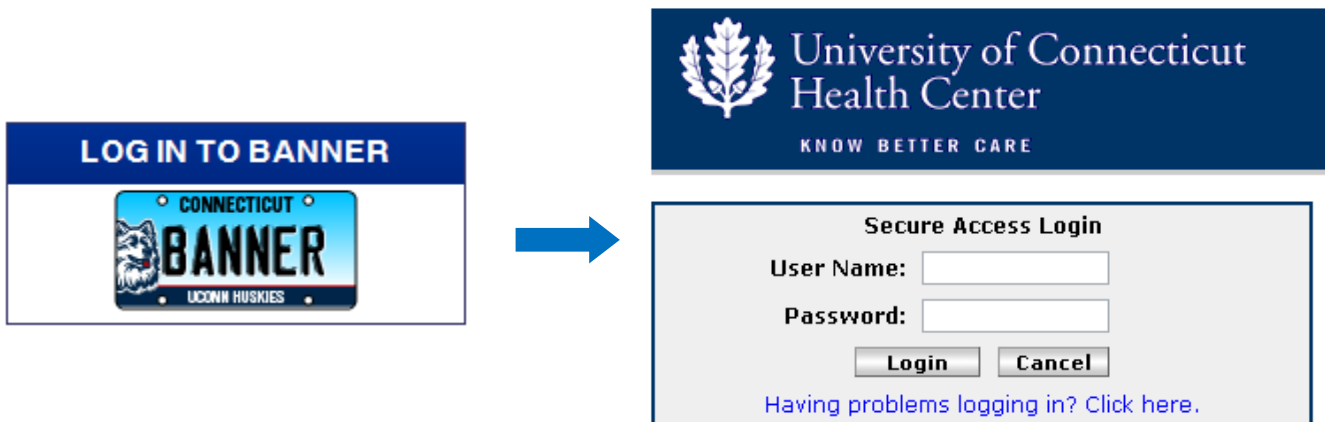 LOG IN TO BANNER
CONNECTICUT
BANNER
UCONN HUSKIES
University of Connecticut
Health Center
KNOW BETTER CARE
Secure Access Login
User Name:
Password:
Login Cancel
Having problems logging in? Click here.